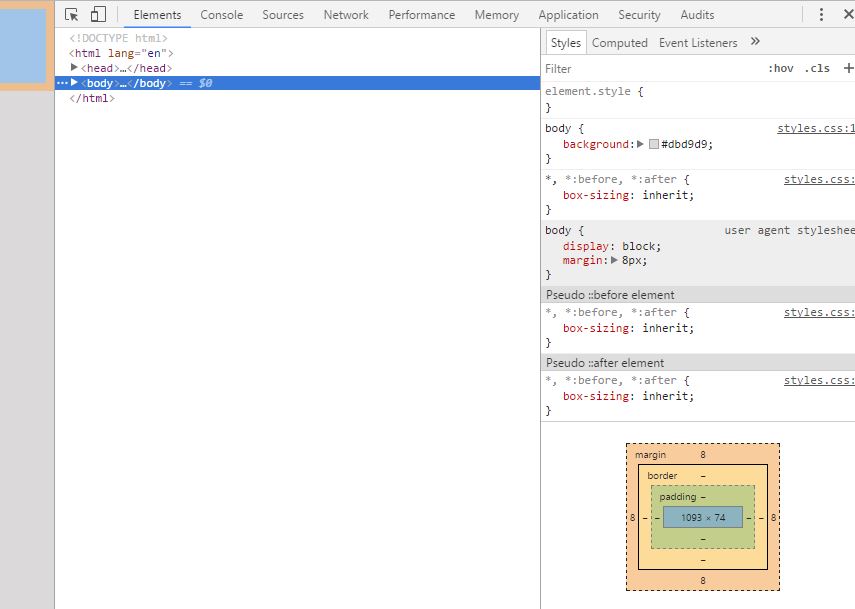 Elements Console Sources Network Performance Memory Application Security Audits
<!DOCTYPE html>
<html lang="en">
<head>…</head>
<body>…</body> == $0
</html>
Styles Computed Event Listeners »
Filter :hov .cls +
element.style {
}
body { styles.css:1
background: #dbd9d9;
}
*, *:before, *:after { styles.css:
box-sizing: inherit;
}
body { user agent styleshee
display: block;
margin: 8px;
}
Pseudo ::before element
*, *:before, *:after { styles.css:
box-sizing: inherit;
}
Pseudo ::after element
*, *:before, *:after { styles.css:
box-sizing: inherit;
}
margin 8
border –
padding –
8 – – 1093 × 74 – – 8
–
–
8